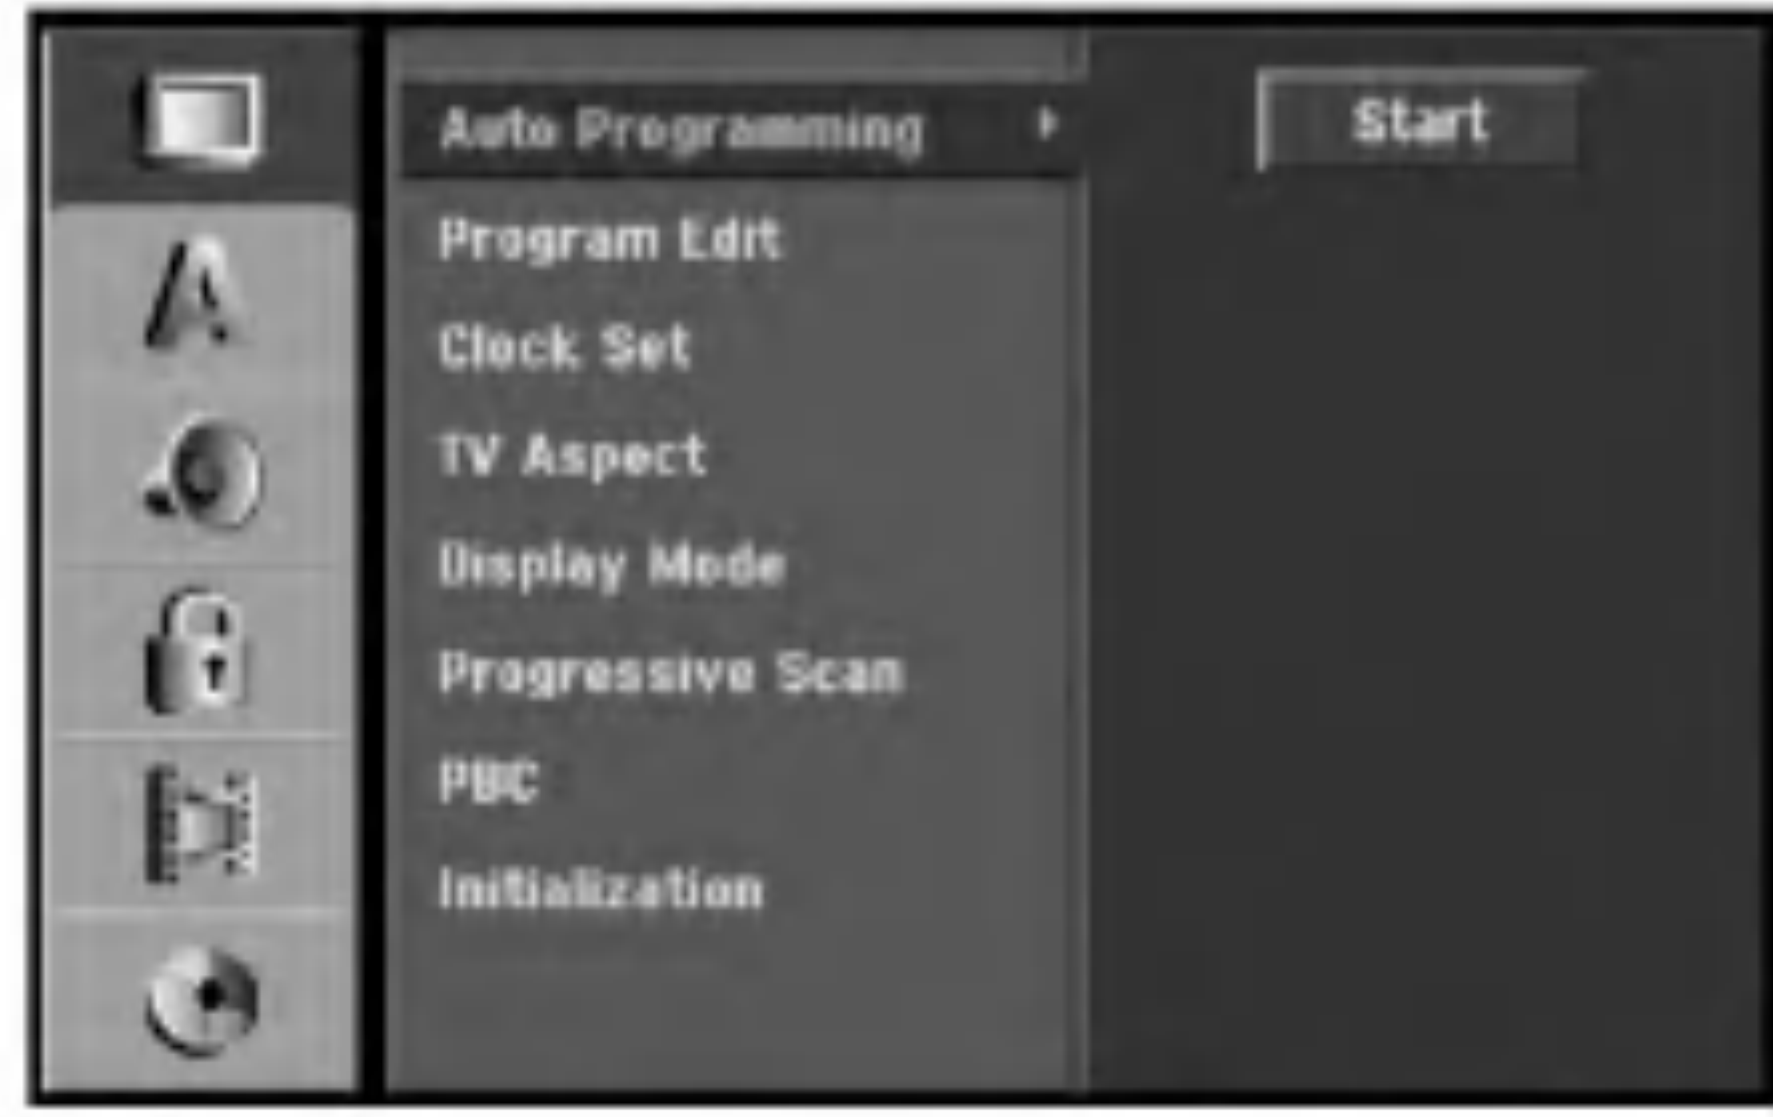 Auto Programming
Start
Program Edit
Clock Set
TV Aspect
Display Mode
Progressive Scan
PBC
Initialization